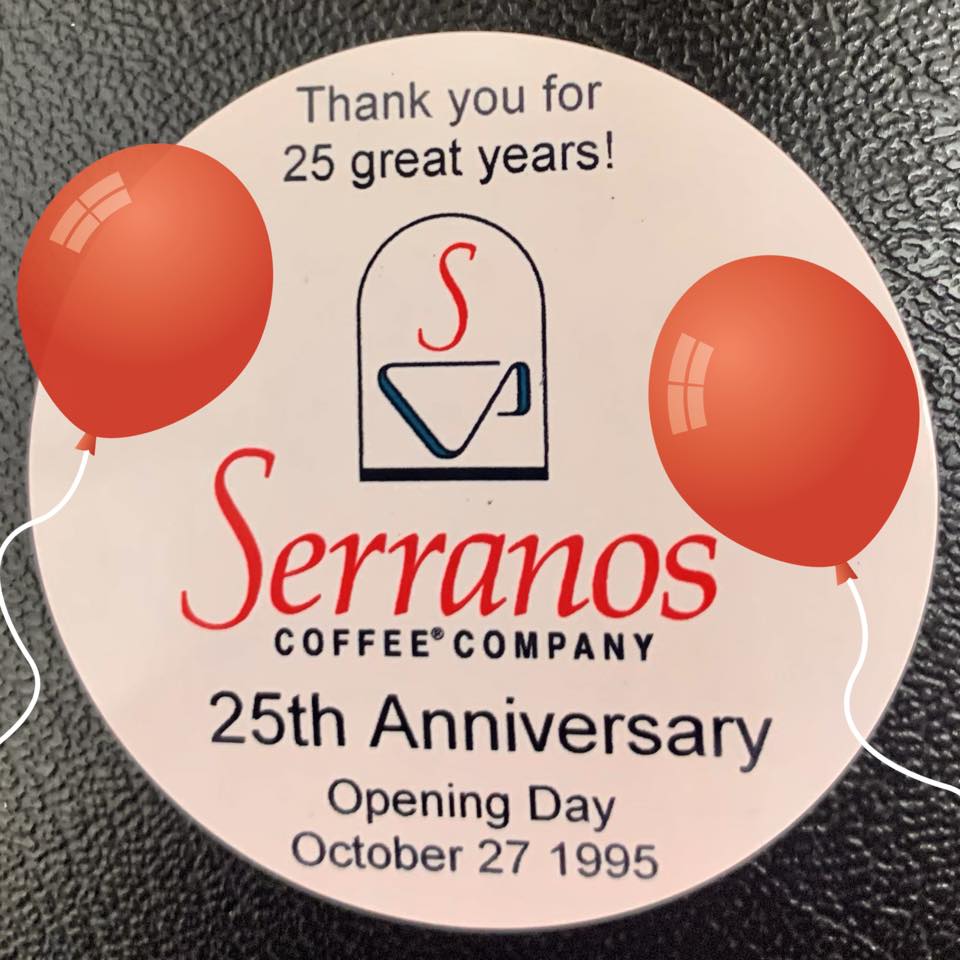 Thank you for
25 great years!
S
Serranos
COFFEE® COMPANY
25th Anniversary
Opening Day
October 27 1995